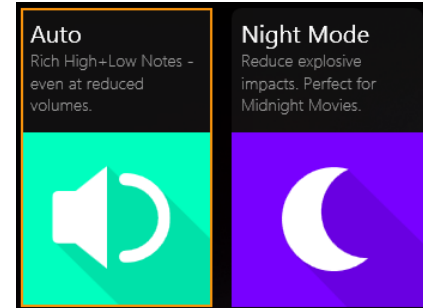 Auto
Rich High+Low Notes -
even at reduced
volumes.
Night Mode
Reduce explosive
impacts. Perfect for
Midnight Movies.